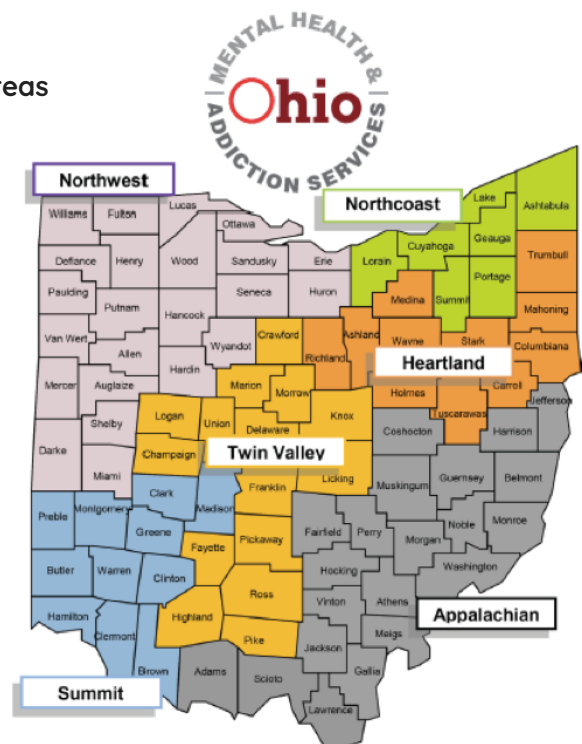 reas
MENTAL HEALTH &
Ohio
ADDICTION SERVICES
Northwest
Northcoast
Williams
Fulton
Lucas
Ottawa
Lake
Ashtabula
Geauga
Cuyahoga
Defiance
Henry
Wood
Sandusky
Erie
Lorain
Trumbull
Portage
Summit
Medina
Paulding
Seneca
Huron
Putnam
Hancock
Mahoning
Van Wert
Wyandot
Crawford
Richland
Ashland
Wayne
Stark
Columbiana
Allen
Heartland
Mercer
Auglaize
Hardin
Marion
Morrow
Holmes
Carroll
Jefferson
Tuscarawas
Logan
Union
Knox
Shelby
Delaware
Coshocton
Harrison
Darke
Champaign
Twin Valley
Miami
Licking
Muskingum
Guernsey
Belmont
Clark
Franklin
Preble
Montgomery
Madison
Noble
Monroe
Greene
Fairfield
Perry
Morgan
Pickaway
Fayette
Washington
Butler
Warren
Clinton
Hocking
Ross
Vinton
Athens
Hamilton
Highland
Appalachian
Clermont
Pike
Meigs
Jackson
Brown
Adams
Scioto
Gallia
Summit
Lawrence